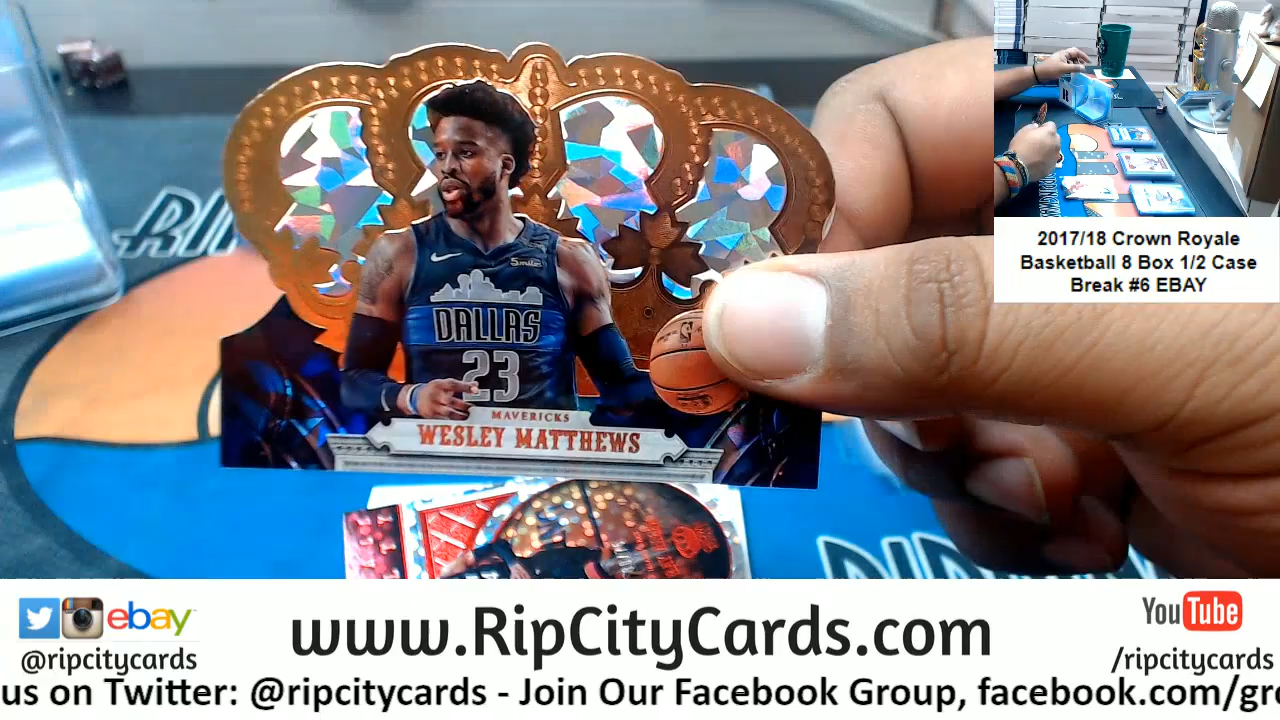 5miles
DALLAS
23
MAVERICKS
WESLEY MATTHEWS
2017/18 Crown Royale
Basketball 8 Box 1/2 Case
Break #6 EBAY
ebay
@ripcitycards
www.RipCityCards.com
YouTube
/ripcitycards
us on Twitter: @ripcitycards - Join Our Facebook Group, facebook.com/gr